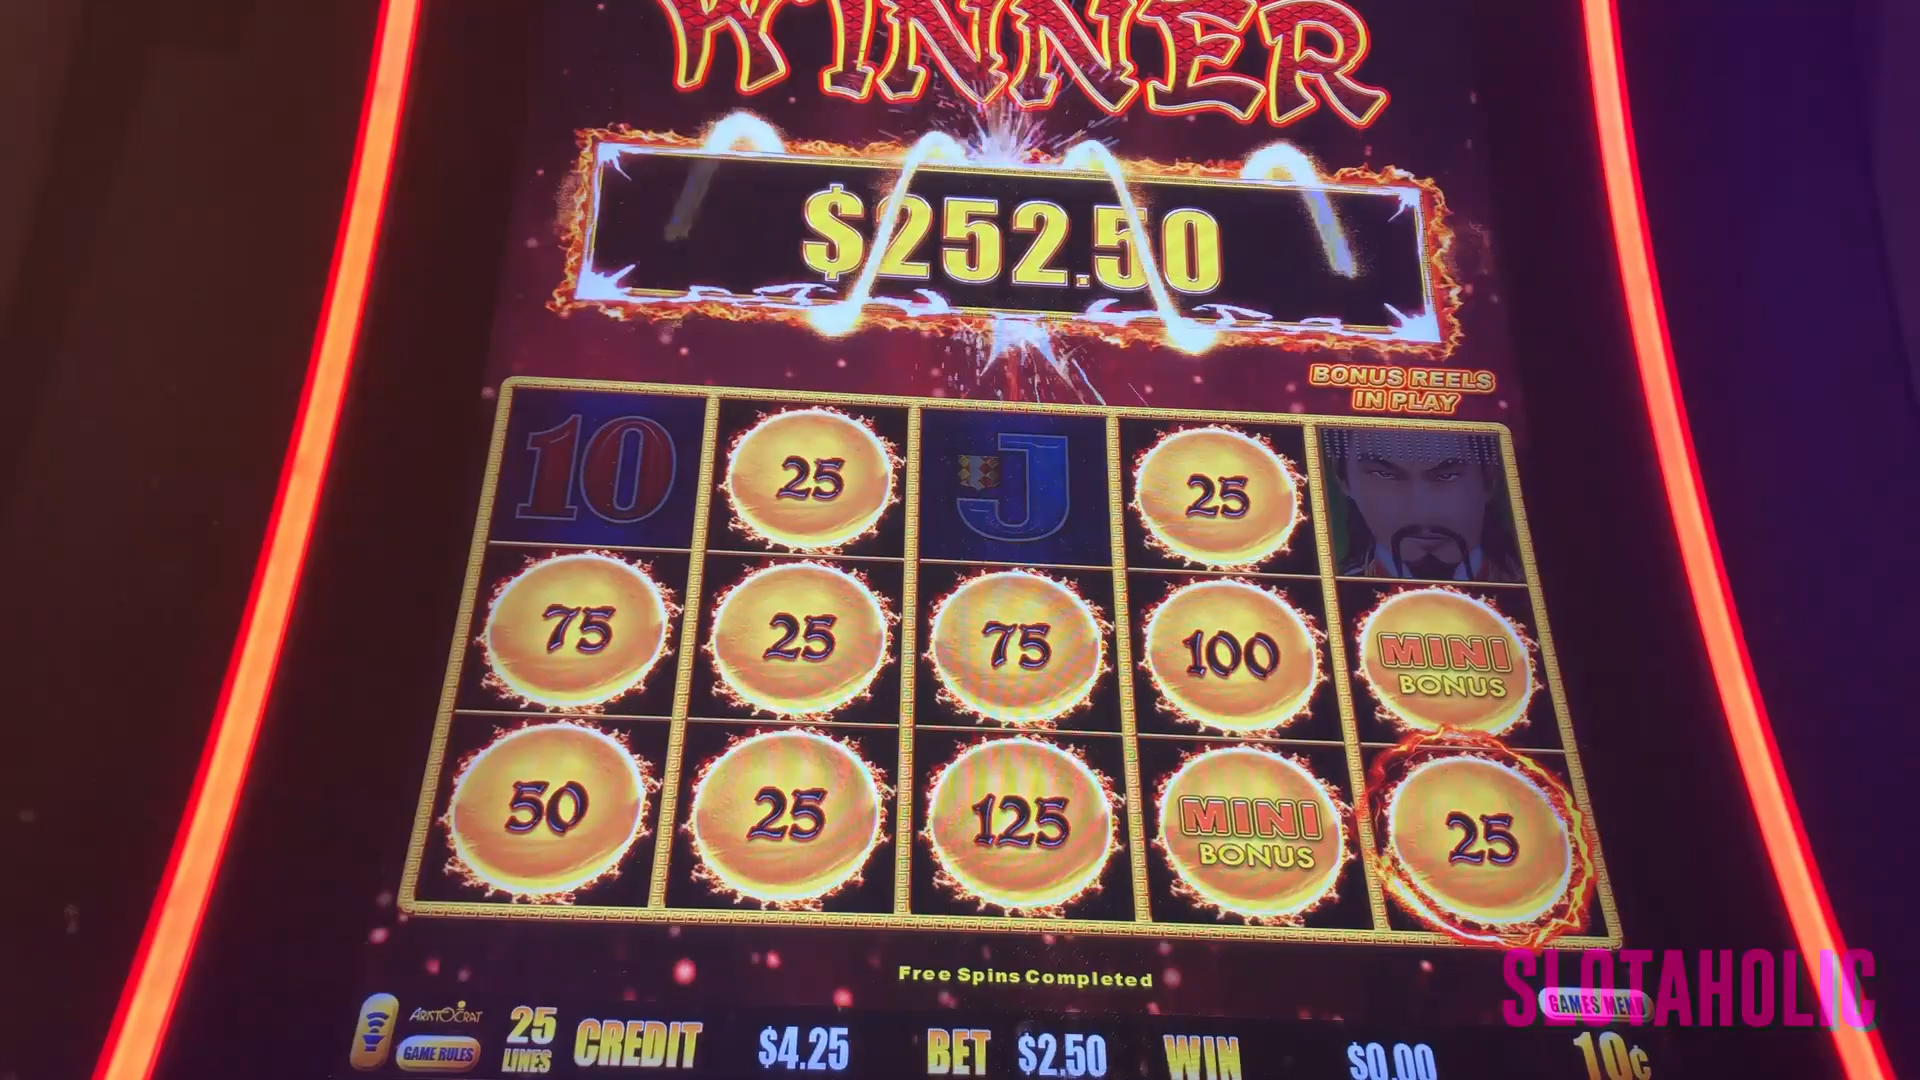 WINNER
$252.50
BONUS REELS
IN PLAY
10 25 J 25
75 25 75 100 MINI BONUS
50 25 125 MINI BONUS 25
Free Spins Completed
ARISTOCRAT
GAME RULES
25 LINES
CREDIT $4.25 BET $2.50 WIN $0.00
GAMES MENU
10¢
SLOTAHOLIC